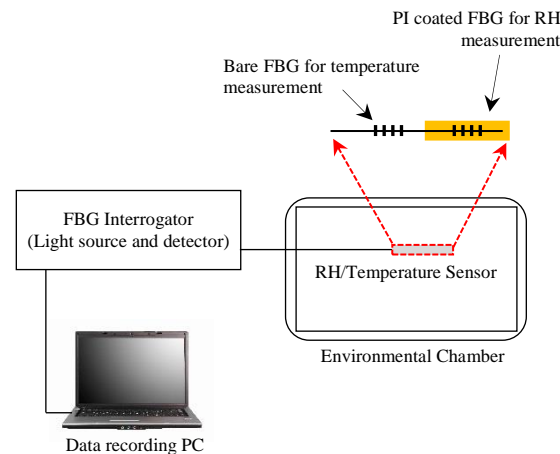 PI coated FBG for RH
measurement
Bare FBG for temperature
measurement
FBG Interrogator
(Light source and detector)
RH/Temperature Sensor
Environmental Chamber
Data recording PC